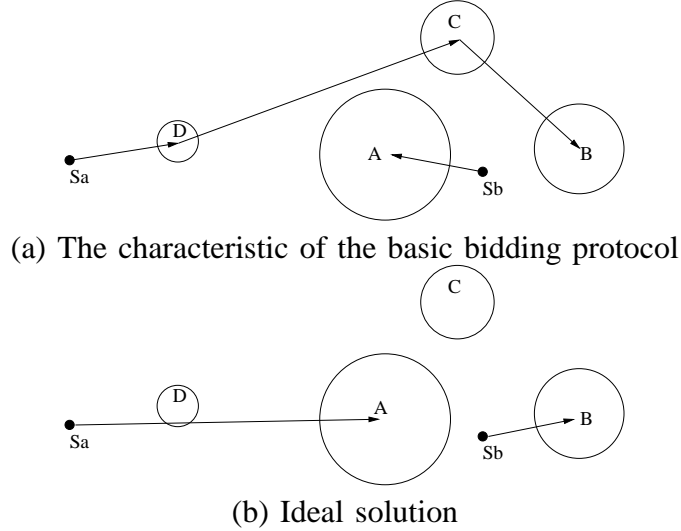 C
D
A
B
Sa
Sb
(a) The characteristic of the basic bidding protocol
C
D
A
B
Sa
Sb
(b) Ideal solution